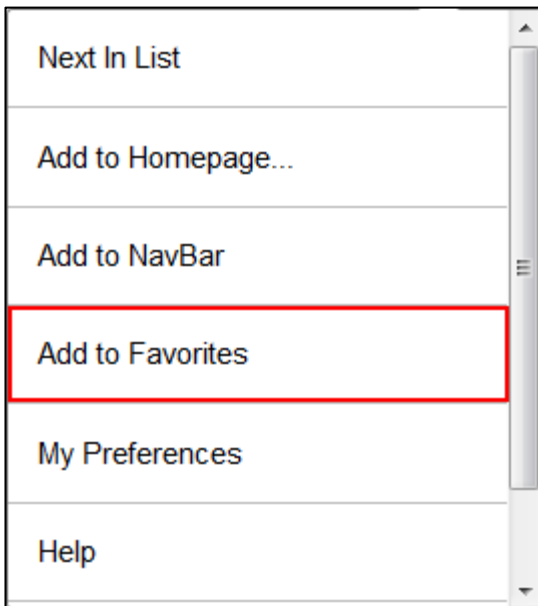 Next In List
Add to Homepage...
Add to NavBar
Add to Favorites
My Preferences
Help